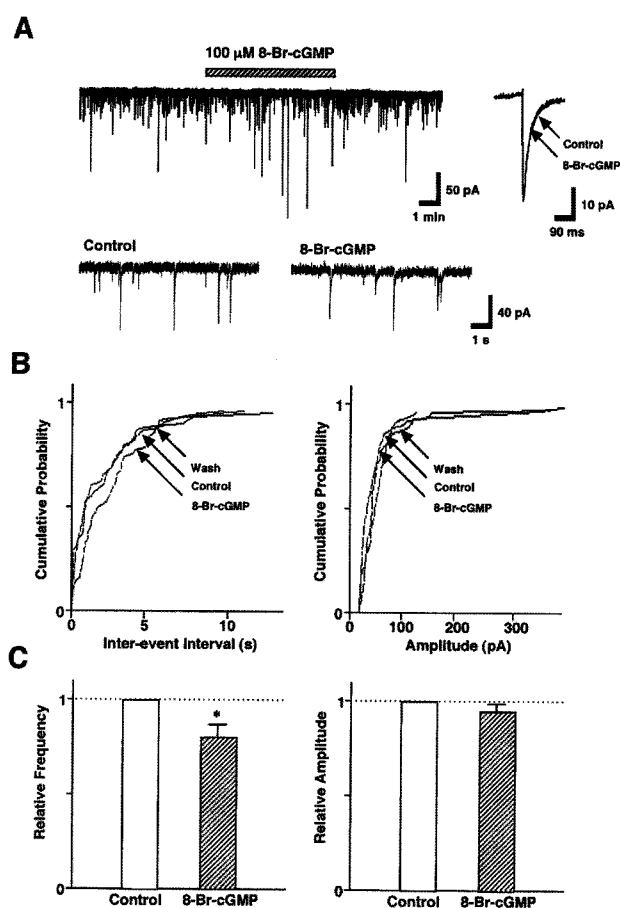 A
100 µM 8-Br-cGMP
Control
8-Br-cGMP
50 pA
1 min
10 pA
90 ms
Control
8-Br-cGMP
40 pA
1 s
B
Cumulative Probability
1
0
Wash
Control
8-Br-cGMP
0
5
10
Inter-event Interval (s)
Cumulative Probability
1
0
Wash
Control
8-Br-cGMP
0
100
200
300
Amplitude (pA)
C
Relative Frequency
1
0
*
Control
8-Br-cGMP
Relative Amplitude
1
0
Control
8-Br-cGMP